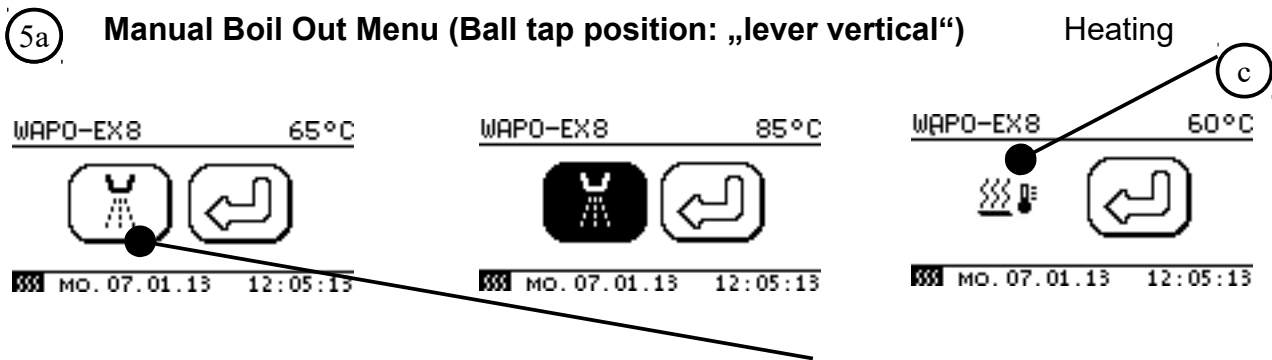 5a Manual Boil Out Menu (Ball tap position: „lever vertical“) Heating
c
WAPO-EX8 65°C
MO. 07.01.13 12:05:13
WAPO-EX8 85°C
MO. 07.01.13 12:05:13
WAPO-EX8 60°C
MO. 07.01.13 12:05:13